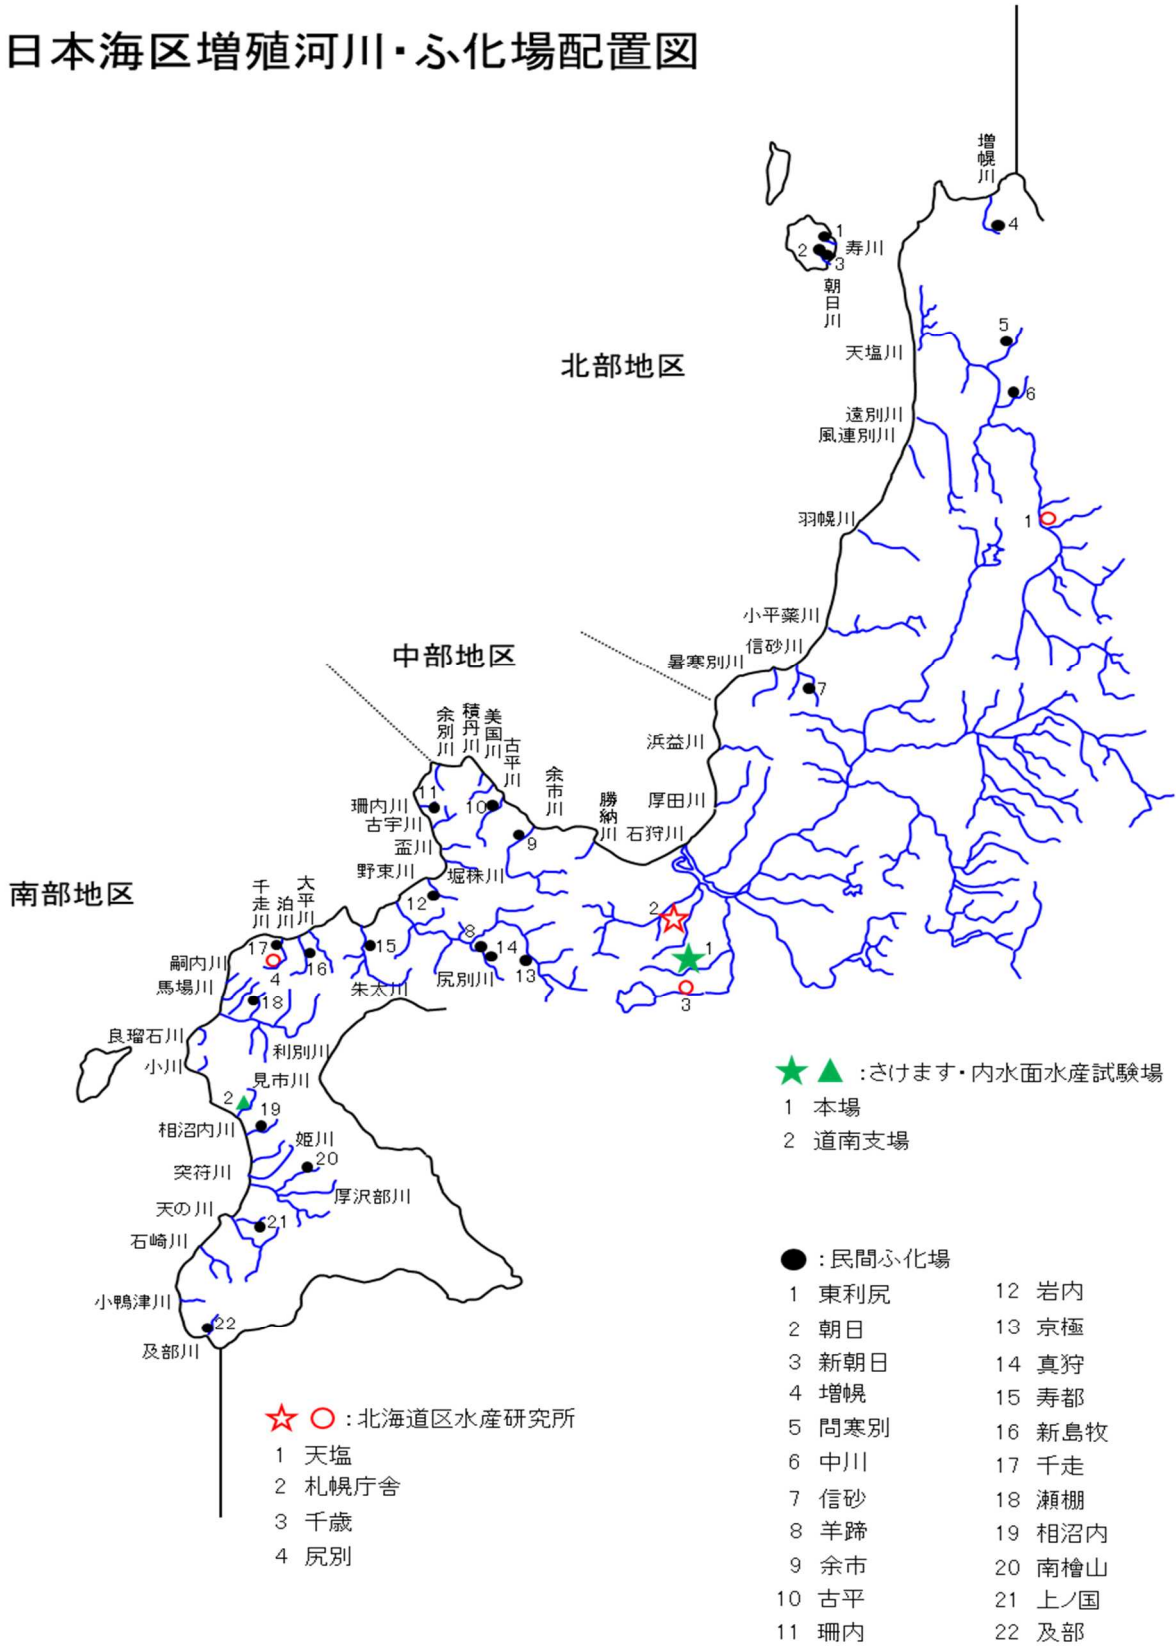 日本海区増殖河川・ふ化場配置図
増幌川
4
1
2
寿川
3
朝日川
5
天塩川
北部地区
6
遠別川
風連別川
羽幌川
1
小平蘂川
信砂川
中部地区
暑寒別川
7
余別川
積丹川
美国川
古平川
浜益川
余市川
11
珊内川
10
勝納川
厚田川
古宇川
石狩川
盃川
9
野束川
堀株川
南部地区
千走川
泊川
大平川
12
2
8
14
1
17
15
嗣内川
16
13
4
尻別川
馬場川
朱太川
18
3
良瑠石川
利別川
小川
見市川
2
19
相沼内川
姫川
20
突符川
厚沢部川
天の川
21
石崎川
小鴨津川
22
及部川
:さけます・内水面水産試験場
1 本場
2 道南支場
:民間ふ化場
1 東利尻
2 朝日
3 新朝日
4 増幌
5 問寒別
6 中川
7 信砂
8 羊蹄
9 余市
10 古平
11 珊内
12 岩内
13 京極
14 真狩
15 寿都
16 新島牧
17 千走
18 瀬棚
19 相沼内
20 南檜山
21 上ノ国
22 及部
:北海道区水産研究所
1 天塩
2 札幌庁舎
3 千歳
4 尻別